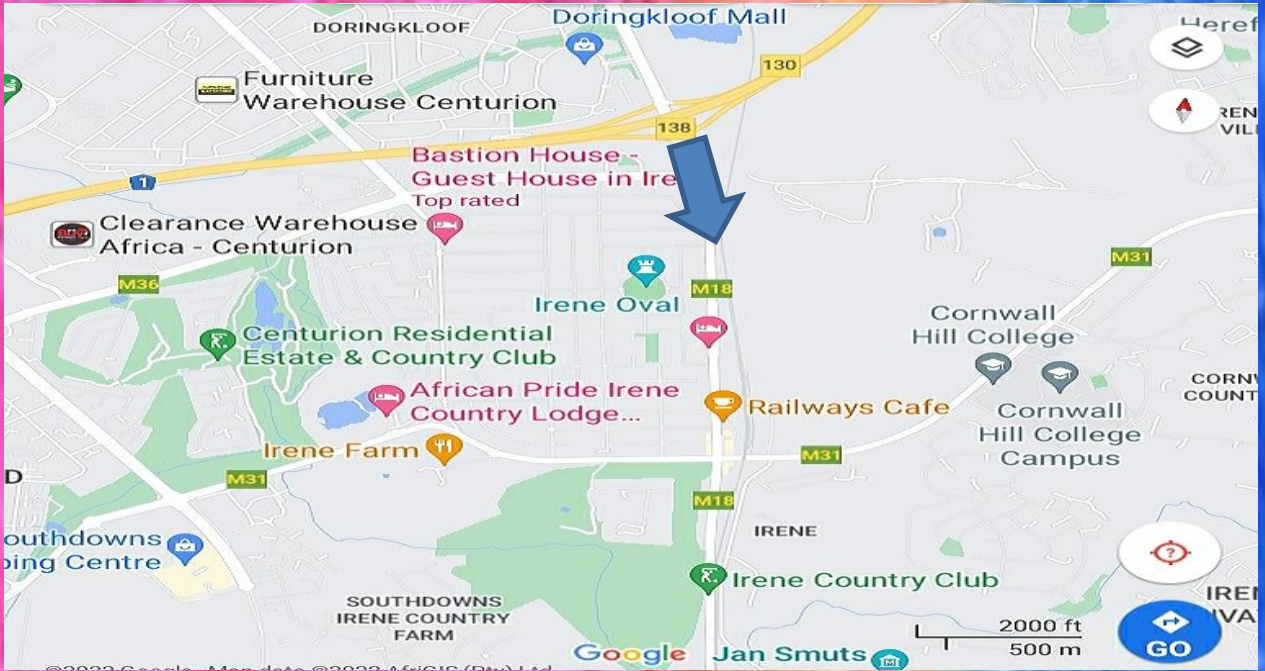 Doringkloof Mall
DORINGKLOOF
Heref
130
Furniture
Warehouse Centurion
138
Bastion House -
Guest House in Ire
Top rated
1
Clearance Warehouse
Africa - Centurion
M31
M36
Irene Oval
M18
Cornwall
Hill College
Centurion Residential
Estate & Country Club
African Pride Irene
Country Lodge...
Railways Cafe
CORNW
COUNT
Cornwall
Hill College
Campus
Irene Farm
M31
M31
D
M18
IRENE
outhdowns
ping Centre
Irene Country Club
SOUTHDOWNS
IRENE COUNTRY
FARM
2000 ft
500 m
GO
Google
Jan Smuts